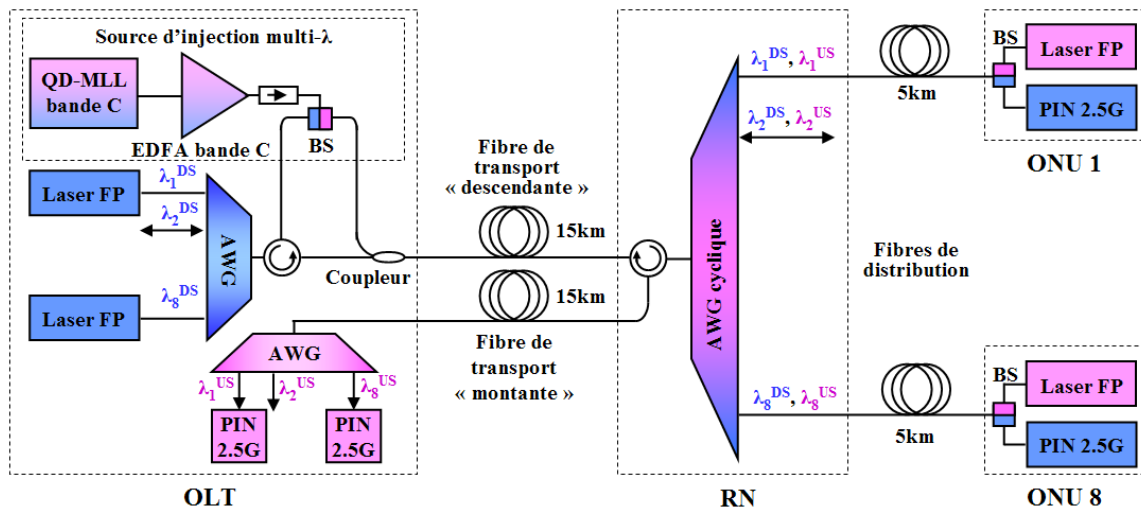 Source d'injection multi-λ
QD-MLL
bande C
EDFA bande C
BS
Laser FP
λ₁ᴰˢ
λ₂ᴰˢ
AWG
Laser FP
λ₈ᴰˢ
Coupleur
AWG
λ₁ᵁˢ
λ₂ᵁˢ
λ₈ᵁˢ
PIN
2.5G
PIN
2.5G
OLT
Fibre de
transport
« descendante »
15km
15km
Fibre de
transport
« montante »
AWG cyclique
λ₁ᴰˢ, λ₁ᵁˢ
λ₂ᴰˢ, λ₂ᵁˢ
λ₈ᴰˢ, λ₈ᵁˢ
RN
5km
Fibres de
distribution
5km
BS
Laser FP
PIN 2.5G
ONU 1
BS
Laser FP
PIN 2.5G
ONU 8